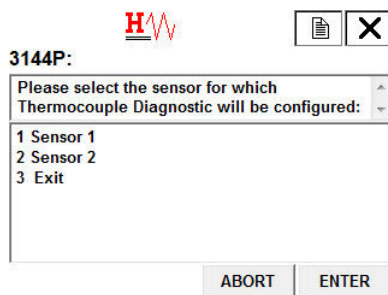 H
3144P:
Please select the sensor for which
Thermocouple Diagnostic will be configured:
1 Sensor 1
2 Sensor 2
3 Exit
ABORT ENTER